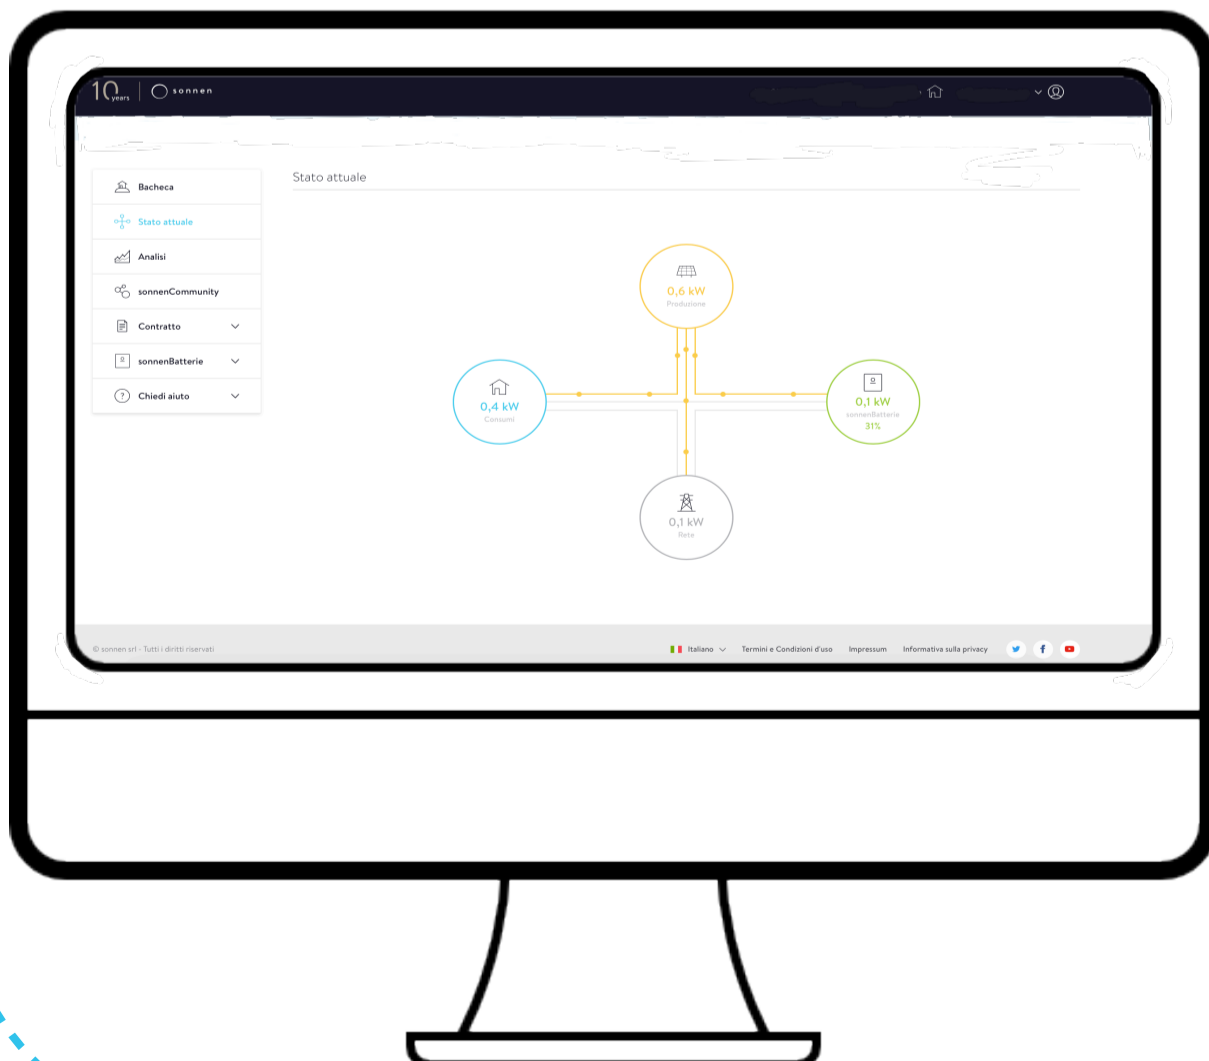 10 years
sonnen
Bacheca
Stato attuale
Analisi
sonnenCommunity
Contratto
sonnenBatterie
Chiedi aiuto
Stato attuale
0,6 kW
Produzione
0,4 kW
Consumi
0,1 kW
sonnenBatterie
31%
0,1 kW
Rete
© sonnen srl - Tutti i diritti riservati
Italiano
Termini e Condizioni d'uso
Impressum
Informativa sulla privacy